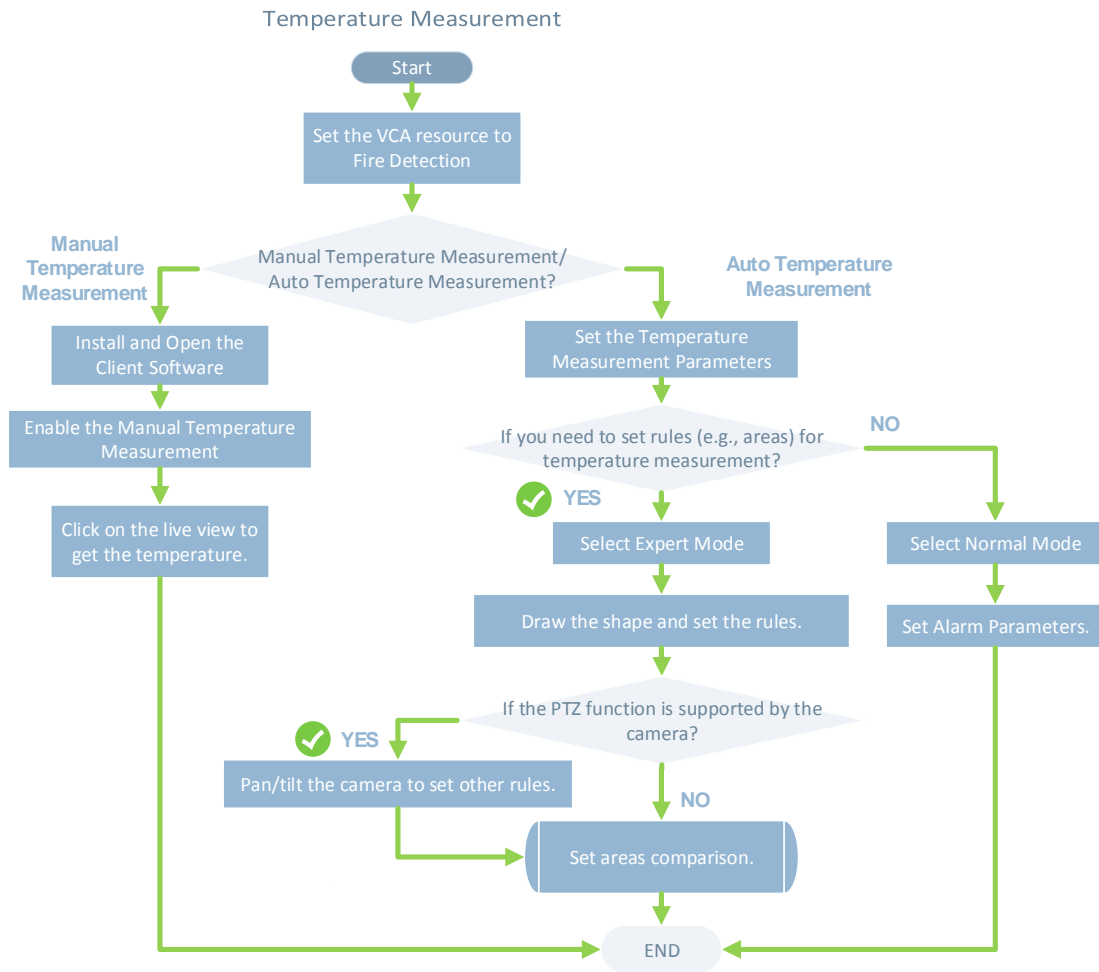 Temperature Measurement
Start
Set the VCA resource to
Fire Detection
Manual Temperature Measurement/
Auto Temperature Measurement?
Manual
Temperature
Measurement
Auto Temperature
Measurement
Install and Open the
Client Software
Enable the Manual Temperature
Measurement
Click on the live view to
get the temperature.
Set the Temperature
Measurement Parameters
If you need to set rules (e.g., areas) for
temperature measurement?
NO
YES
Select Expert Mode
Select Normal Mode
Draw the shape and set the rules.
Set Alarm Parameters.
If the PTZ function is supported by the
camera?
YES
Pan/tilt the camera to set other rules.
NO
Set areas comparison.
END